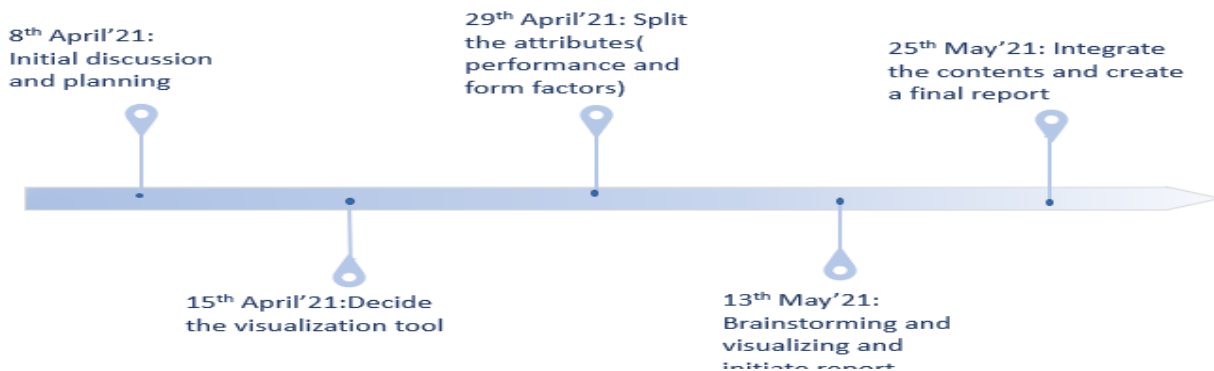 8th April'21:
Initial discussion
and planning
15th April'21:Decide
the visualization tool
29th April'21: Split
the attributes(
performance and
form factors)
13th May'21:
Brainstorming and
visualizing and
initiate report
25th May'21: Integrate
the contents and create
a final report